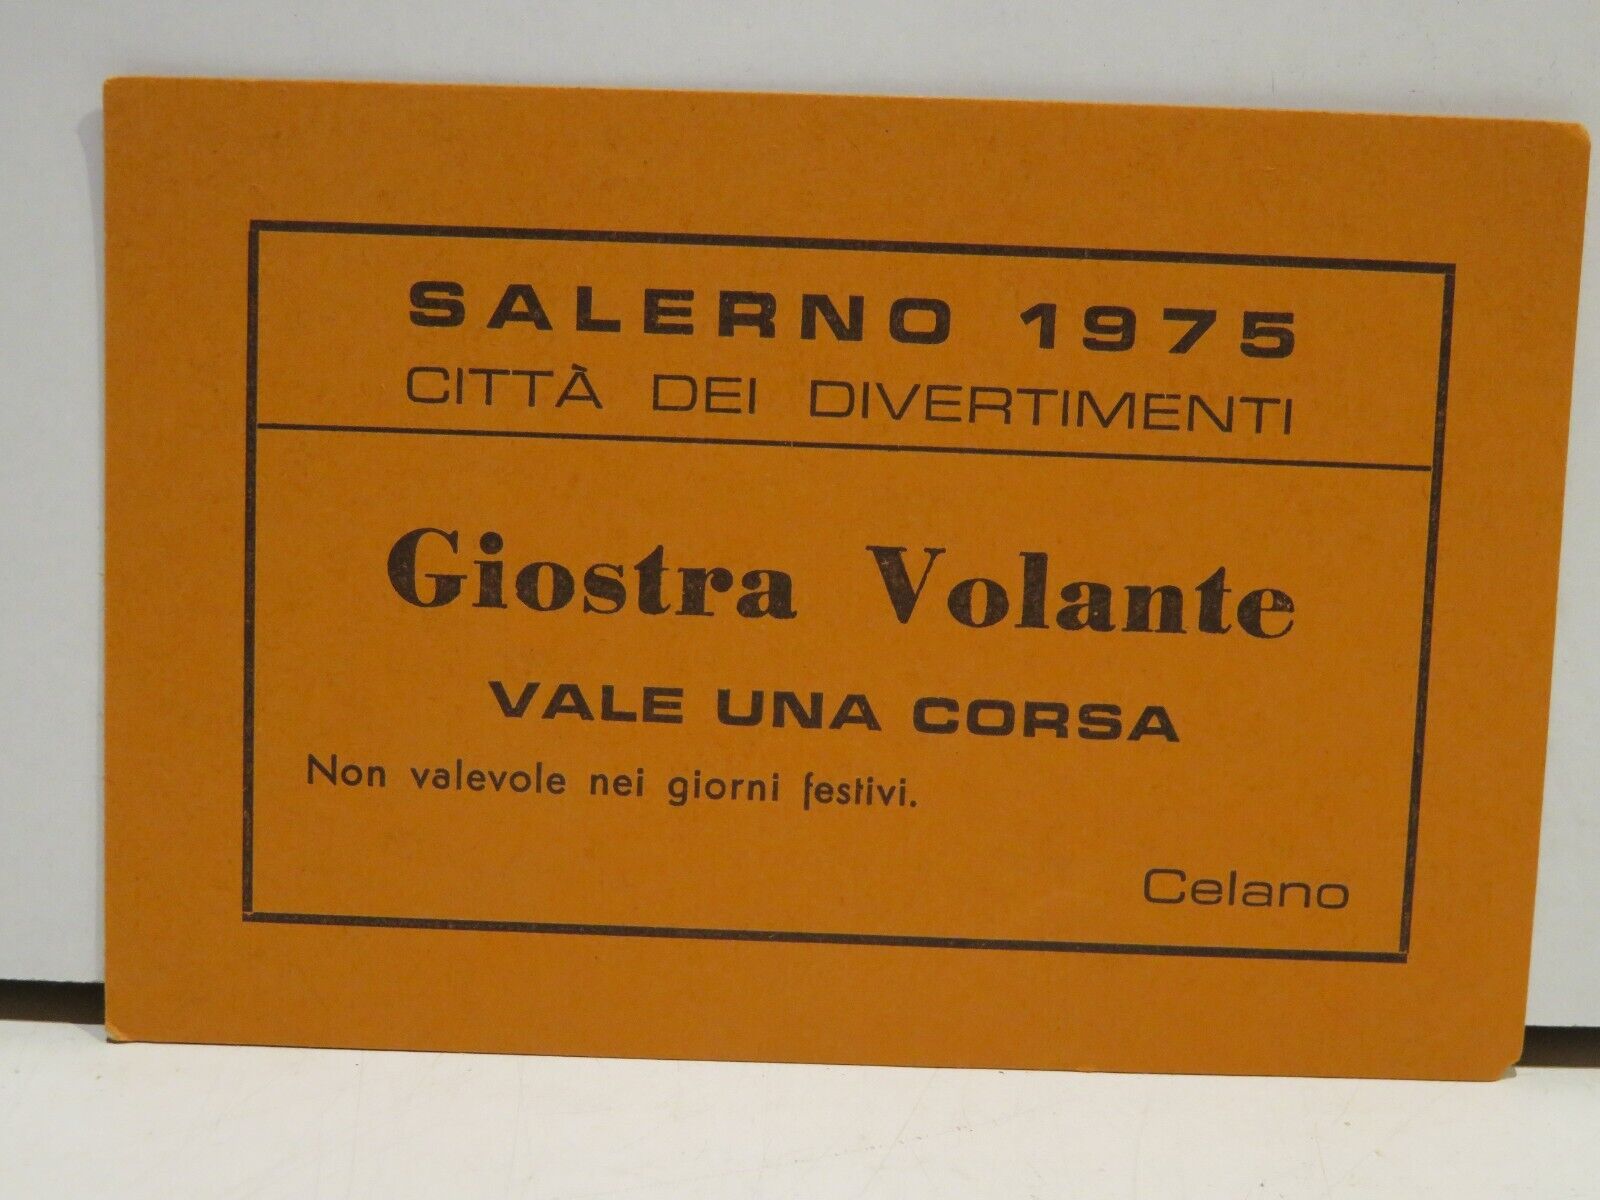 SALERNO 1975
CITTÀ DEI DIVERTIMENTI
Giostra Volante
VALE UNA CORSA
Non valevole nei giorni festivi.
Celano